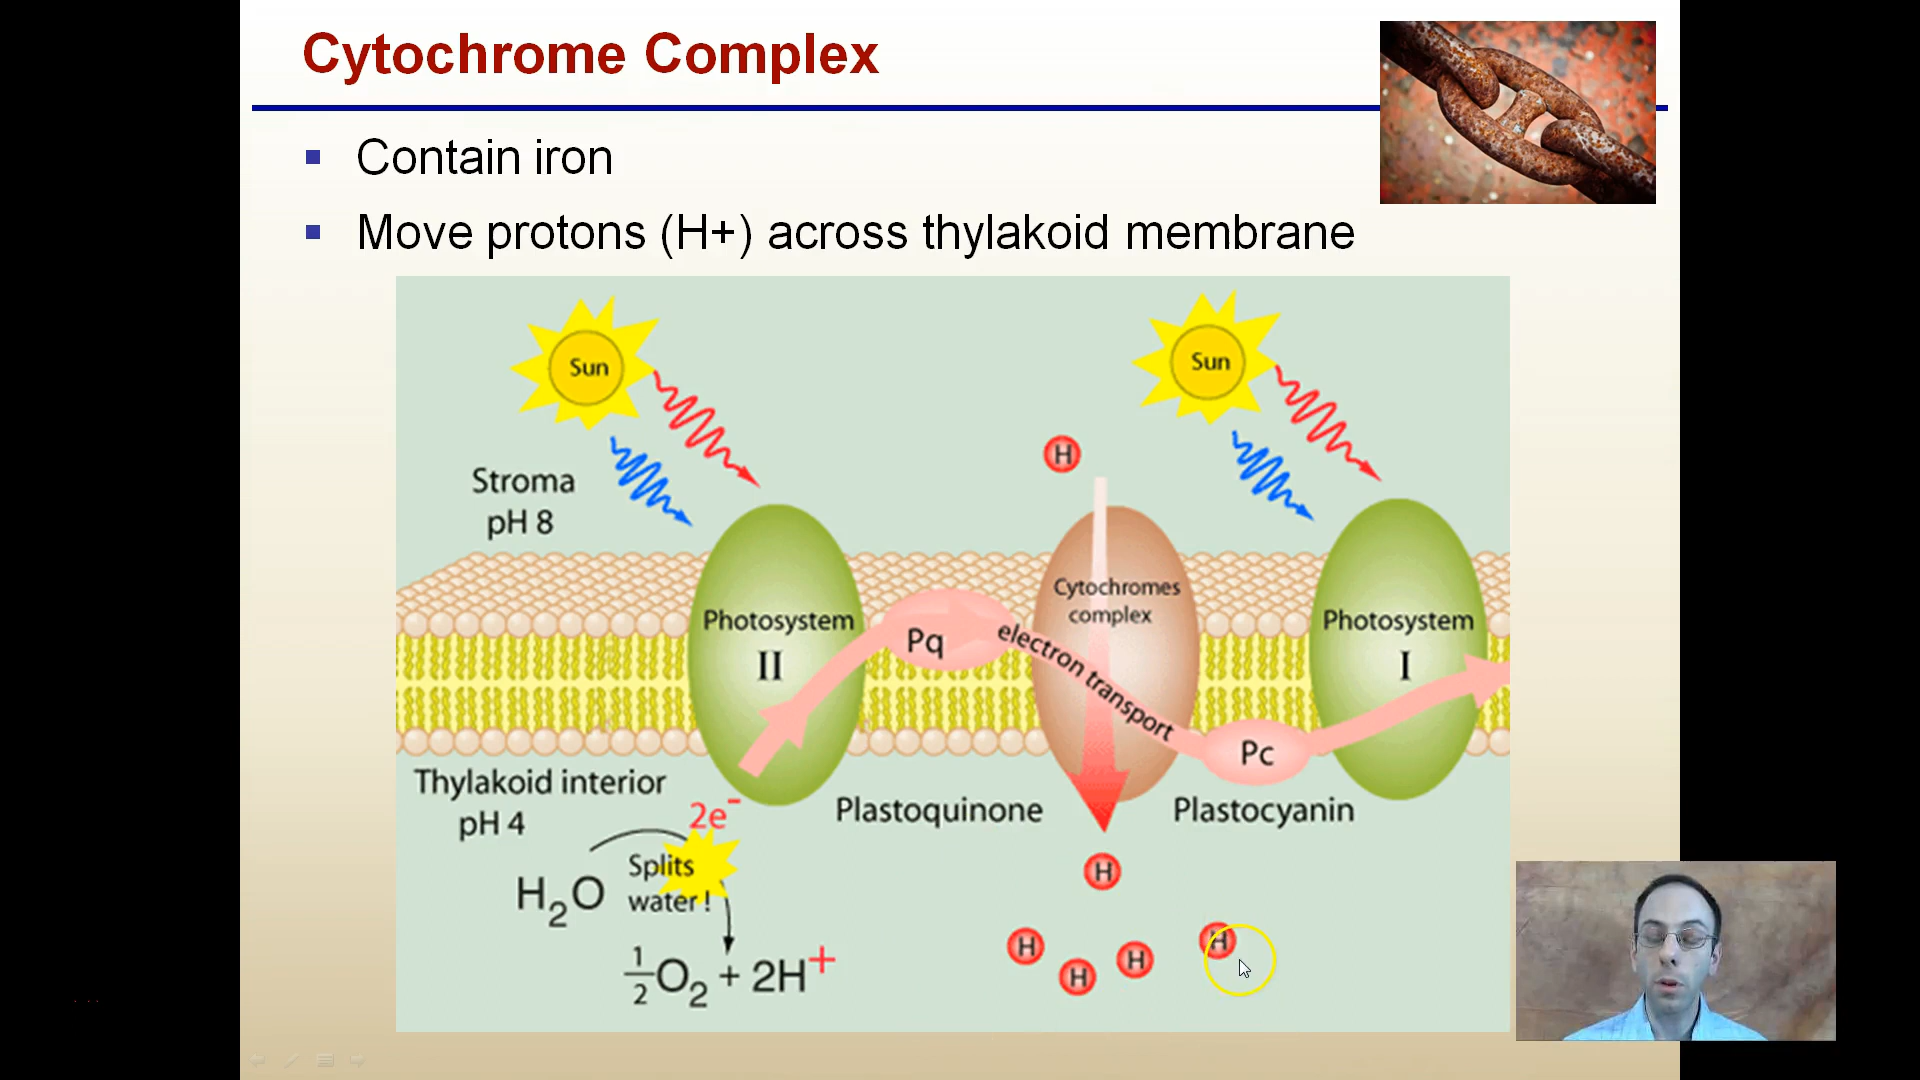 Cytochrome Complex
Contain iron
Move protons (H+) across thylakoid membrane
Sun
Sun
H
Stroma
pH 8
Cytochromes
complex
Photosystem
II
Pq
electron transport
Photosystem
I
Pc
Thylakoid interior
pH 4
2e⁻
Plastoquinone
Plastocyanin
Splits
water!
H₂O
H
H
H
H
H
½O₂ + 2H⁺